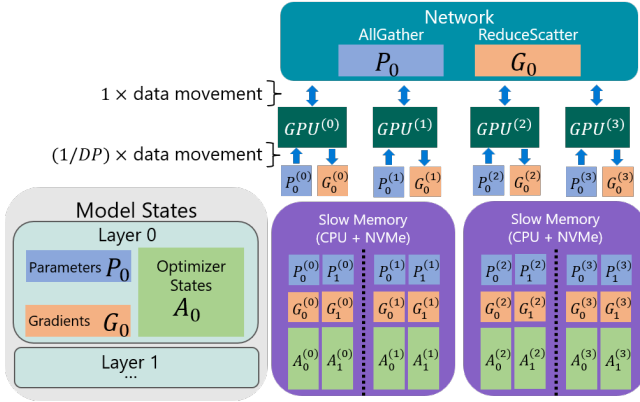 Network
AllGather ReduceScatter
P₀ G₀
1 × data movement
GPU⁽⁰⁾ GPU⁽¹⁾ GPU⁽²⁾ GPU⁽³⁾
(1/DP) × data movement
P₀⁽⁰⁾ G₀⁽⁰⁾ P₀⁽¹⁾ G₀⁽¹⁾ P₀⁽²⁾ G₀⁽²⁾ P₀⁽³⁾ G₀⁽³⁾
Model States
Layer 0
Parameters P₀
Optimizer
States
A₀
Gradients G₀
Layer 1
...
Slow Memory
(CPU + NVMe)
P₀⁽⁰⁾ P₁⁽⁰⁾ P₀⁽¹⁾ P₁⁽¹⁾
G₀⁽⁰⁾ G₁⁽⁰⁾ G₀⁽¹⁾ G₁⁽¹⁾
A₀⁽⁰⁾ A₁⁽⁰⁾ A₀⁽¹⁾ A₁⁽¹⁾
Slow Memory
(CPU + NVMe)
P₀⁽²⁾ P₁⁽²⁾ P₀⁽³⁾ P₁⁽³⁾
G₀⁽²⁾ G₁⁽²⁾ G₀⁽³⁾ G₁⁽³⁾
A₀⁽²⁾ A₁⁽²⁾ A₀⁽³⁾ A₁⁽³⁾